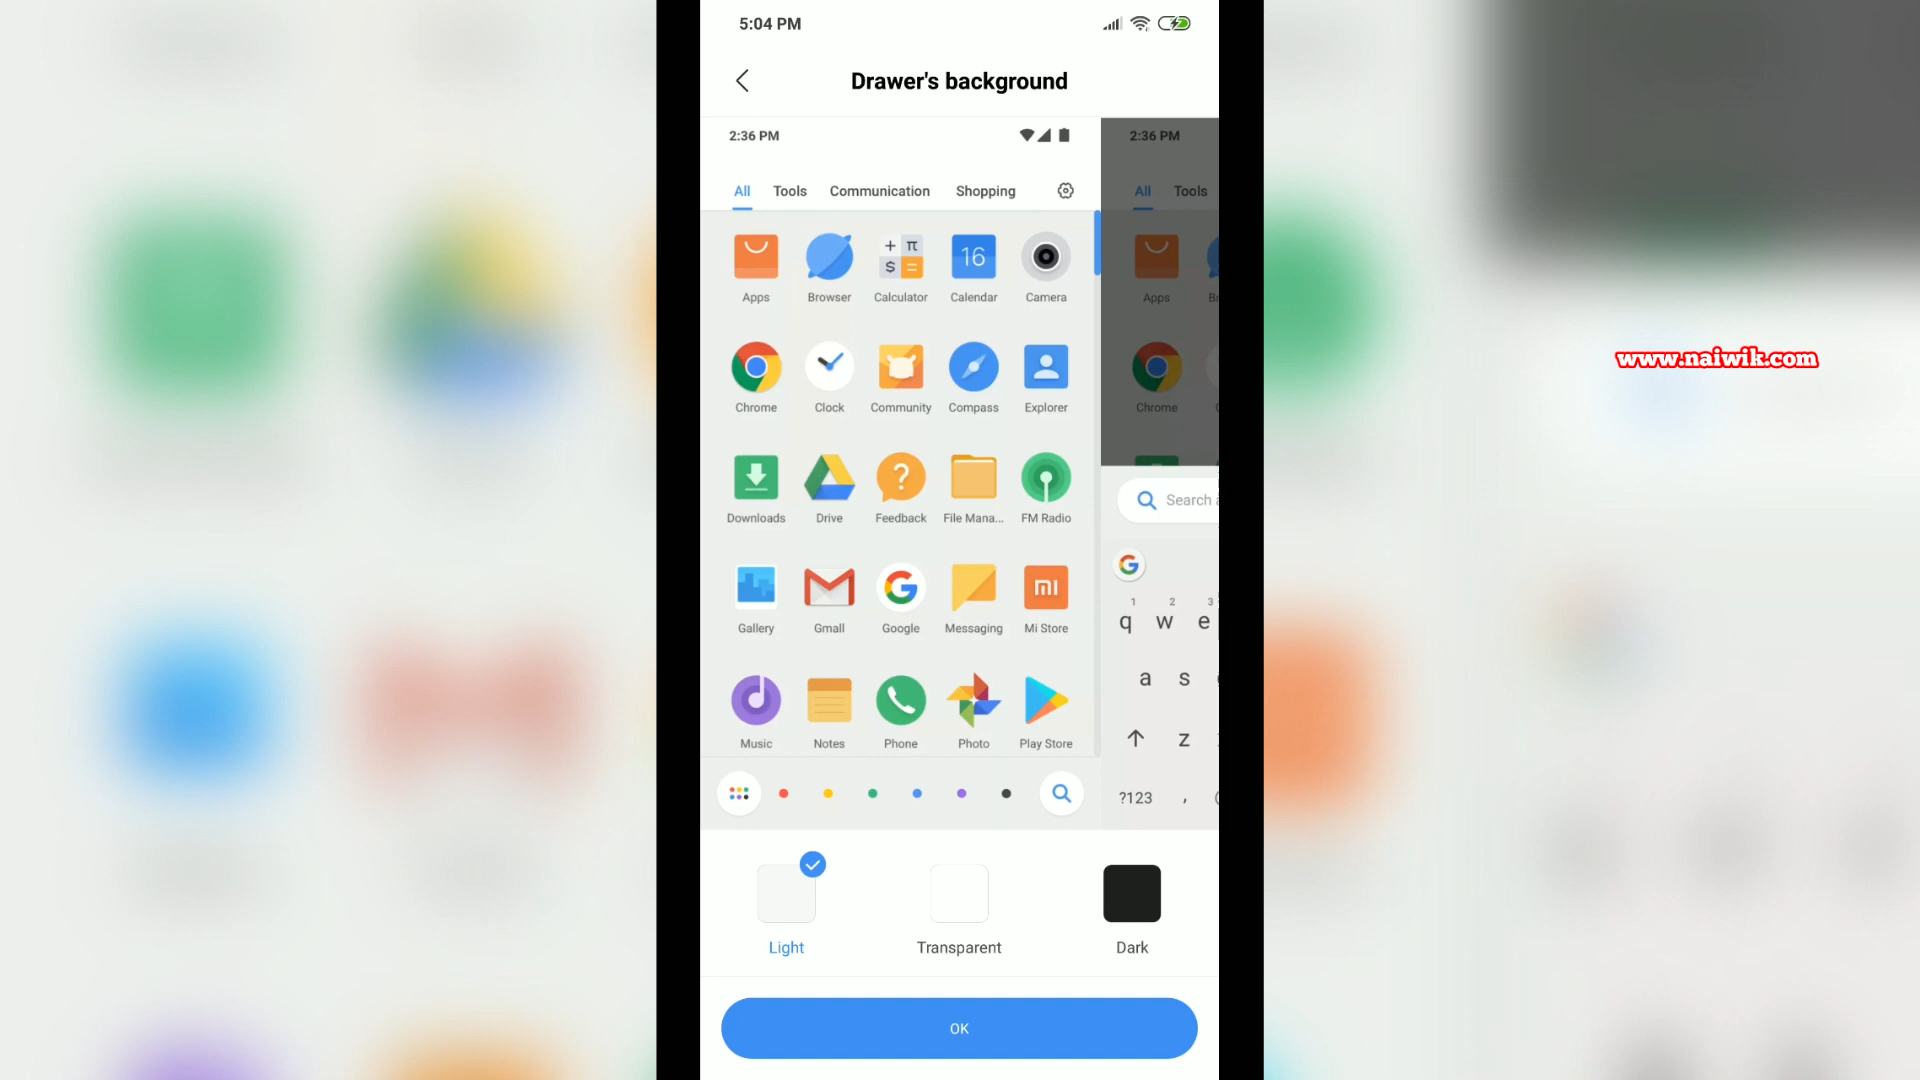 5:04 PM
Drawer's background
2:36 PM
2:36 PM
All Tools Communication Shopping
All Tools
+ π
$ =
16
Apps Browser Calculator Calendar Camera
Apps
Chrome Clock Community Compass Explorer
Chrome
?
Downloads Drive Feedback File Mana... FM Radio
Search
G
mi
Gallery Gmall Google Messaging Mi Store
1 2 3
q w e
a s
z
Music Notes Phone Photo Play Store
?123 ,
Light Transparent Dark
OK
www.naiwik.com